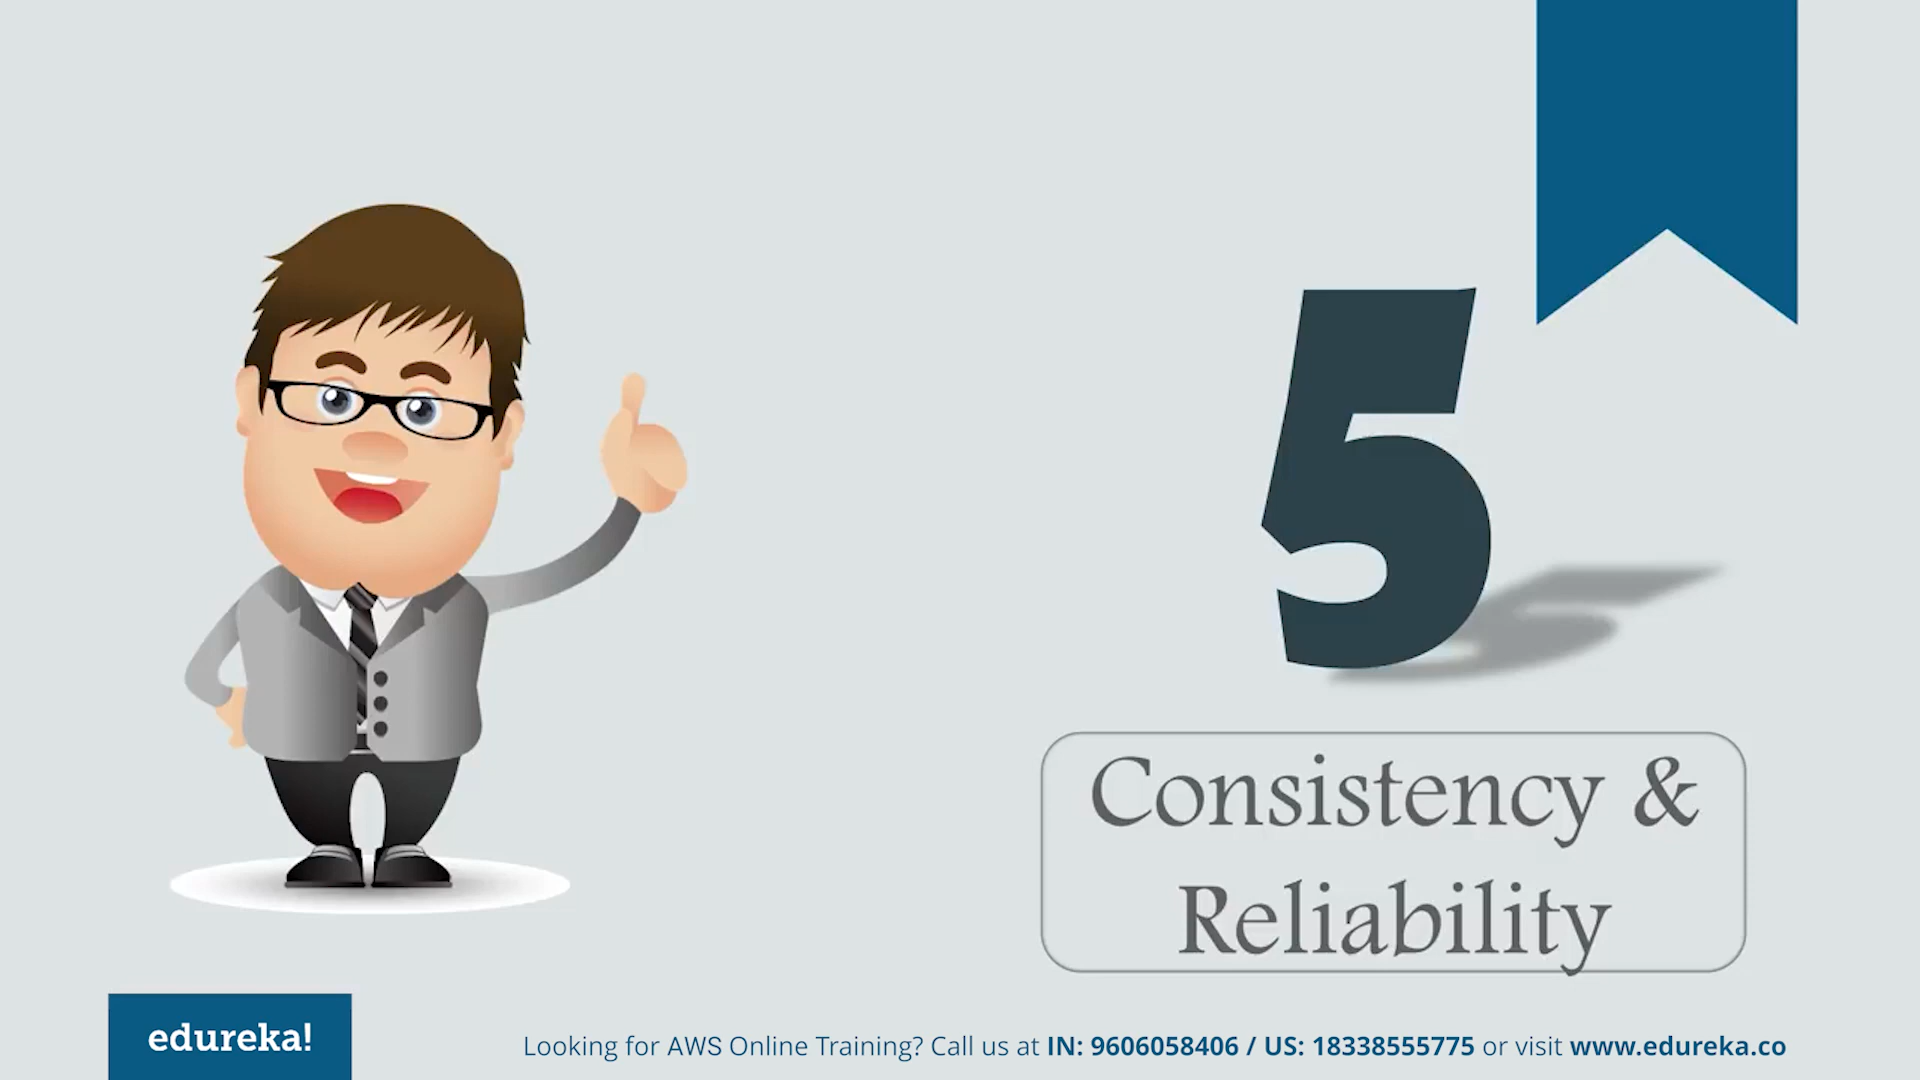 5
Consistency &
Reliability
edureka!
Looking for AWS Online Training? Call us at IN: 9606058406 / US: 18338555775 or visit www.edureka.co